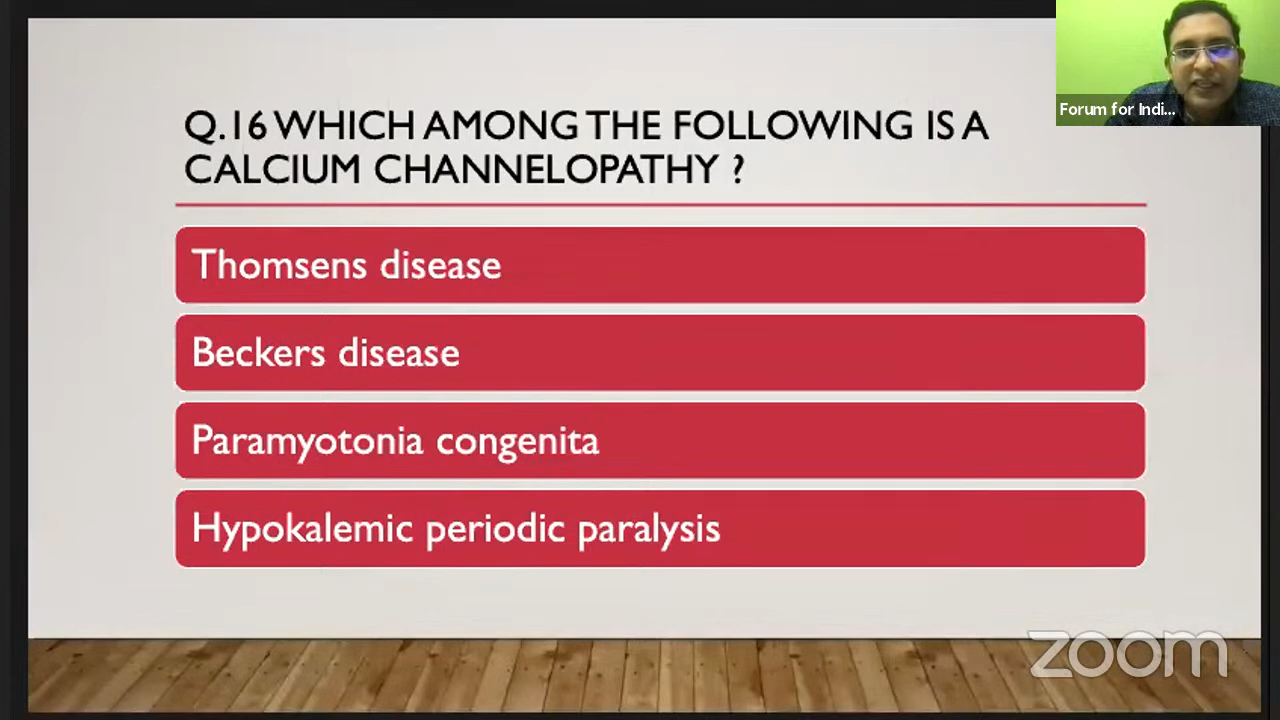 Forum for Indi...
Q.16 WHICH AMONG THE FOLLOWING IS A
CALCIUM CHANNELOPATHY ?
Thomsens disease
Beckers disease
Paramyotonia congenita
Hypokalemic periodic paralysis
zoom